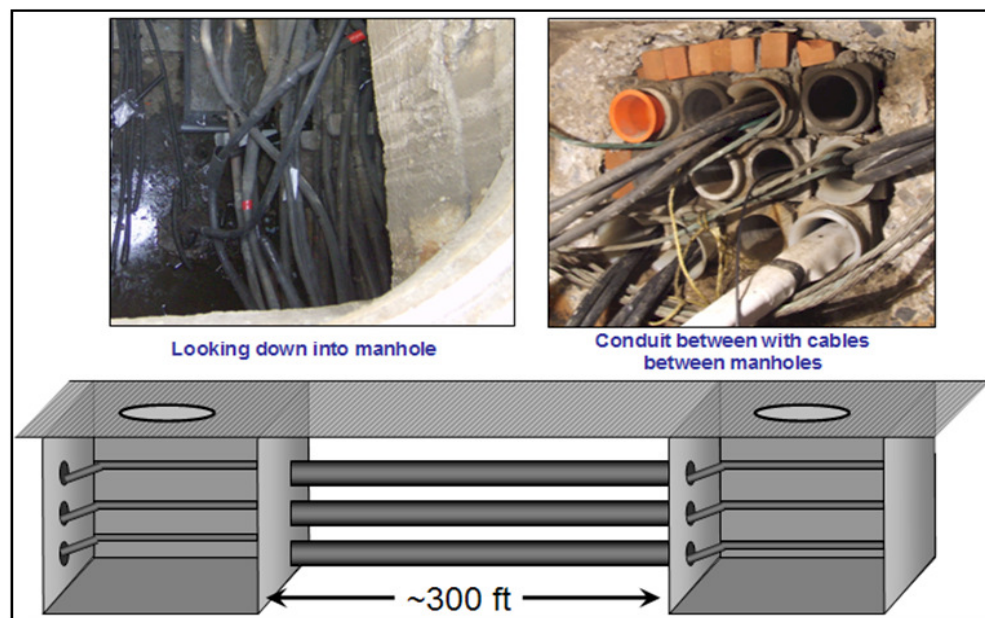 Looking down into manhole
Conduit between with cables
between manholes
~300 ft